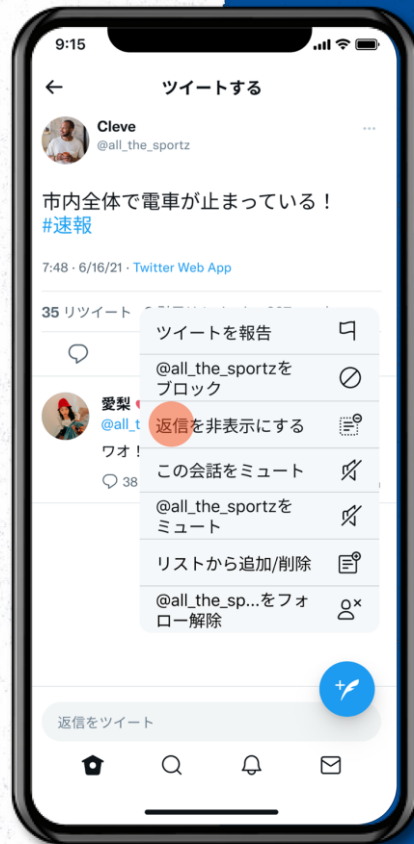 9:15
ツイートする
Cleve
@all_the_sportz
市内全体で電車が止まっている！
#速報
7:48 · 6/16/21 · Twitter Web App
35 リツイート
ツイートを報告
@all_the_sportzを
ブロック
愛梨
@all_t
返信を非表示にする
ワオ！
38
この会話をミュート
@all_the_sportzを
ミュート
リストから追加/削除
@all_the_sp...をフォ
ロー解除
返信をツイート